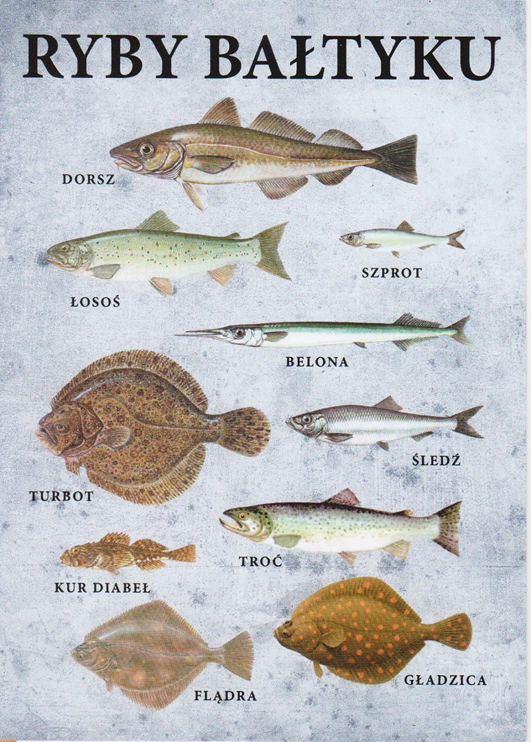 RYBY BAŁTYKU
DORSZ
SZPROT
ŁOSOŚ
BELONA
ŚLEDŹ
TURBOT
TROĆ
KUR DIABEŁ
GŁADZICA
FLĄDRA